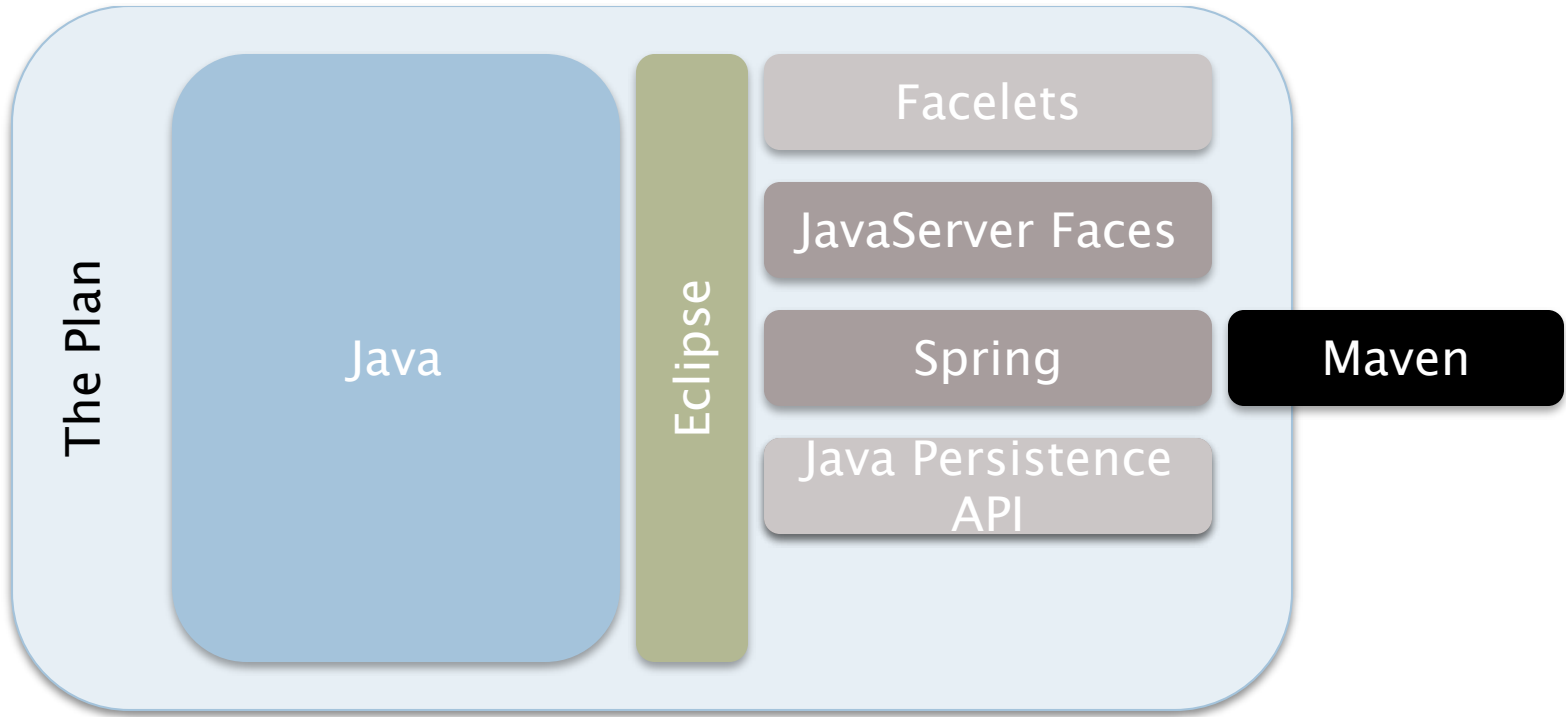 The Plan
Java
Eclipse
Facelets
JavaServer Faces
Spring
Maven
Java Persistence
API